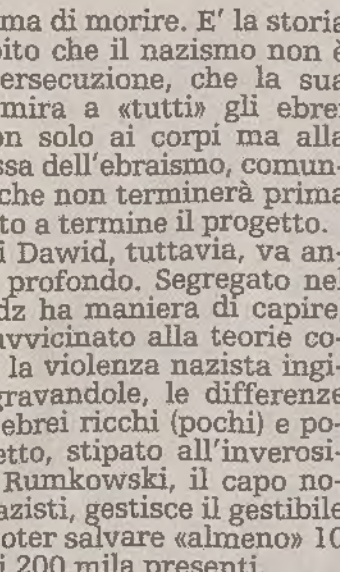 ma di morire. E' la storia
pito che il nazismo non è
ersecuzione, che la sua
mira a «tutti» gli ebrei
on solo ai corpi ma alla
ssa dell'ebraismo, comun-
che non terminerà prima
to a termine il progetto.
i Dawid, tuttavia, va an-
profondo. Segregato nel
dz ha maniera di capire
avvicinato alla teorie co-
la violenza nazista ingi-
gravandole, le differenze
ebrei ricchi (pochi) e po-
etto, stipato all'inverosi-
Rumkowski, il capo no-
azisti, gestisce il gestibile
oter salvare «almeno» 10
i 200 mila presenti